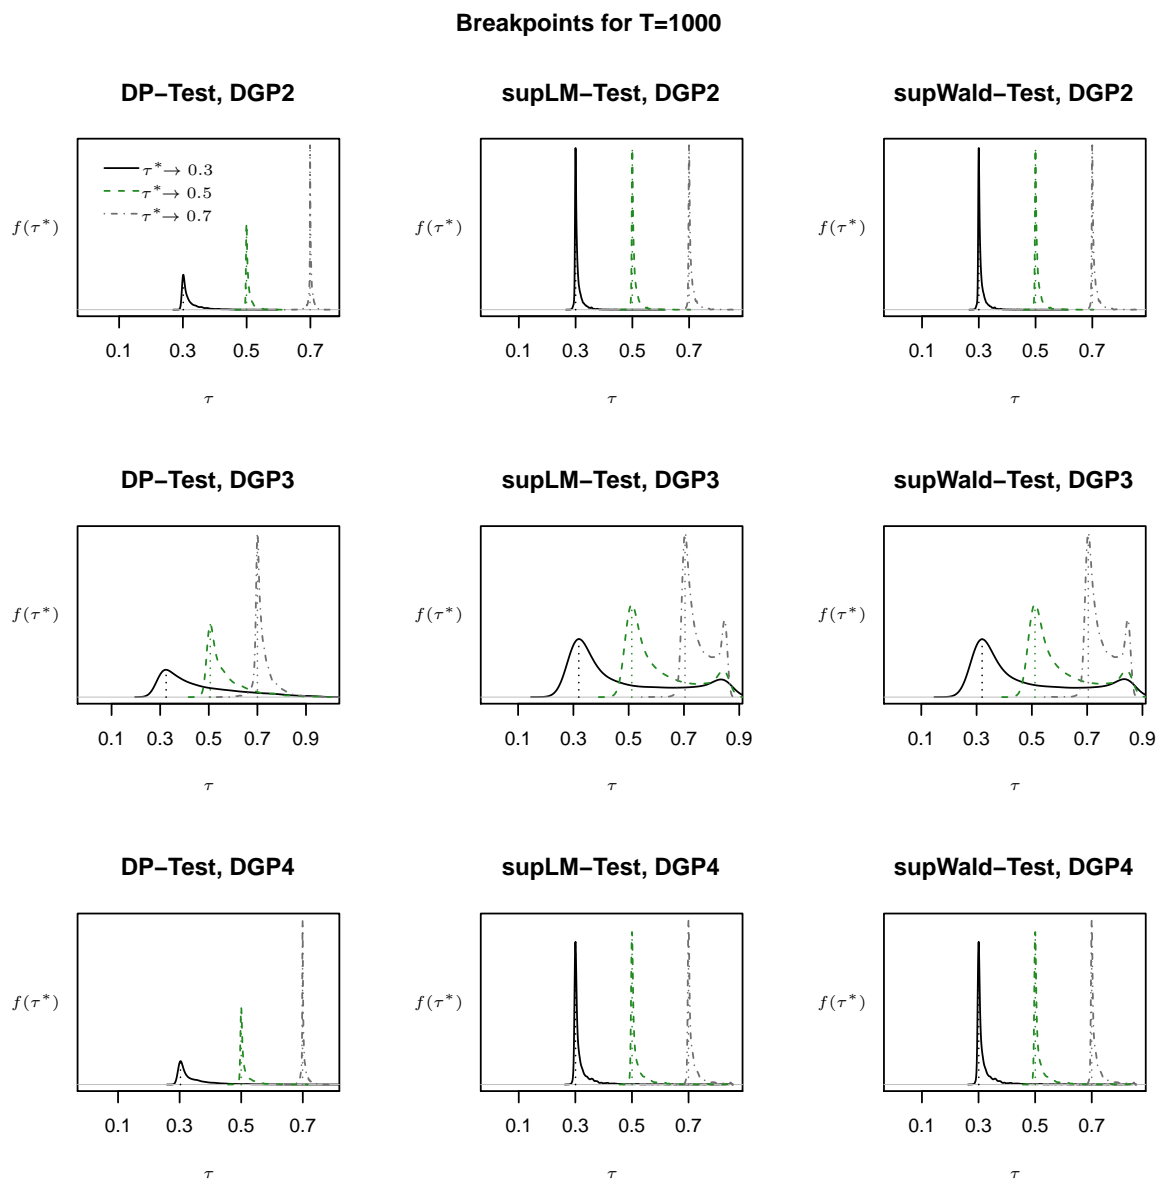 Breakpoints for T=1000
DP−Test, DGP2
supLM−Test, DGP2
supWald−Test, DGP2
τ*→ 0.3
τ*→ 0.5
τ*→ 0.7
f(τ*)
f(τ*)
f(τ*)
0.1 0.3 0.5 0.7
0.1 0.3 0.5 0.7
0.1 0.3 0.5 0.7
τ
τ
τ
DP−Test, DGP3
supLM−Test, DGP3
supWald−Test, DGP3
f(τ*)
f(τ*)
f(τ*)
0.1 0.3 0.5 0.7 0.9
0.1 0.3 0.5 0.7 0.9
0.1 0.3 0.5 0.7 0.9
τ
τ
τ
DP−Test, DGP4
supLM−Test, DGP4
supWald−Test, DGP4
f(τ*)
f(τ*)
f(τ*)
0.1 0.3 0.5 0.7
0.1 0.3 0.5 0.7
0.1 0.3 0.5 0.7
τ
τ
τ